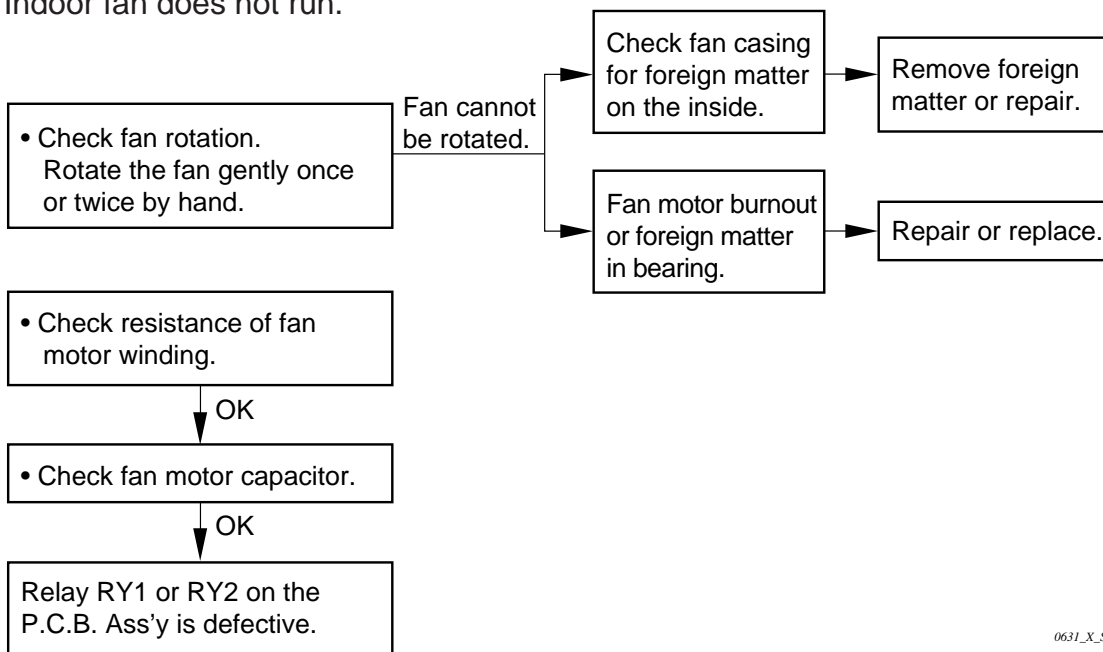 Indoor fan does not run.
• Check fan rotation.
Rotate the fan gently once
or twice by hand.
Fan cannot
be rotated.
Check fan casing
for foreign matter
on the inside.
Remove foreign
matter or repair.
Fan motor burnout
or foreign matter
in bearing.
Repair or replace.
• Check resistance of fan
motor winding.
OK
• Check fan motor capacitor.
OK
Relay RY1 or RY2 on the
P.C.B. Ass'y is defective.
0631_X_S